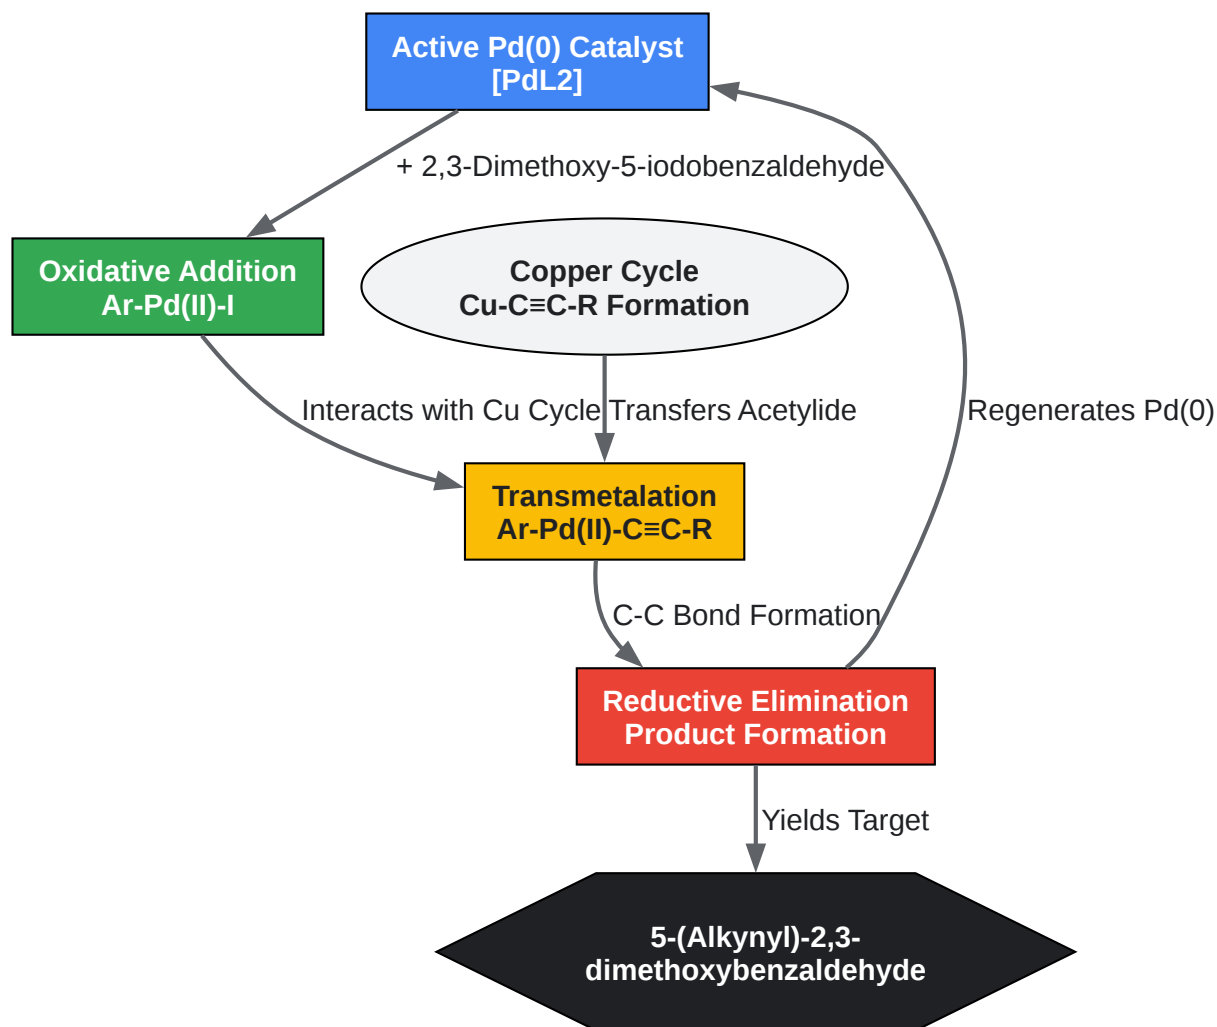 Active Pd(0) Catalyst
[PdL2]
+ 2,3-Dimethoxy-5-iodobenzaldehyde
Oxidative Addition
Ar-Pd(II)-I
Copper Cycle
Cu-C≡C-R Formation
Interacts with Cu Cycle
Transfers Acetylide
Regenerates Pd(0)
Transmetalation
Ar-Pd(II)-C≡C-R
C-C Bond Formation
Reductive Elimination
Product Formation
Yields Target
5-(Alkynyl)-2,3-
dimethoxybenzaldehyde